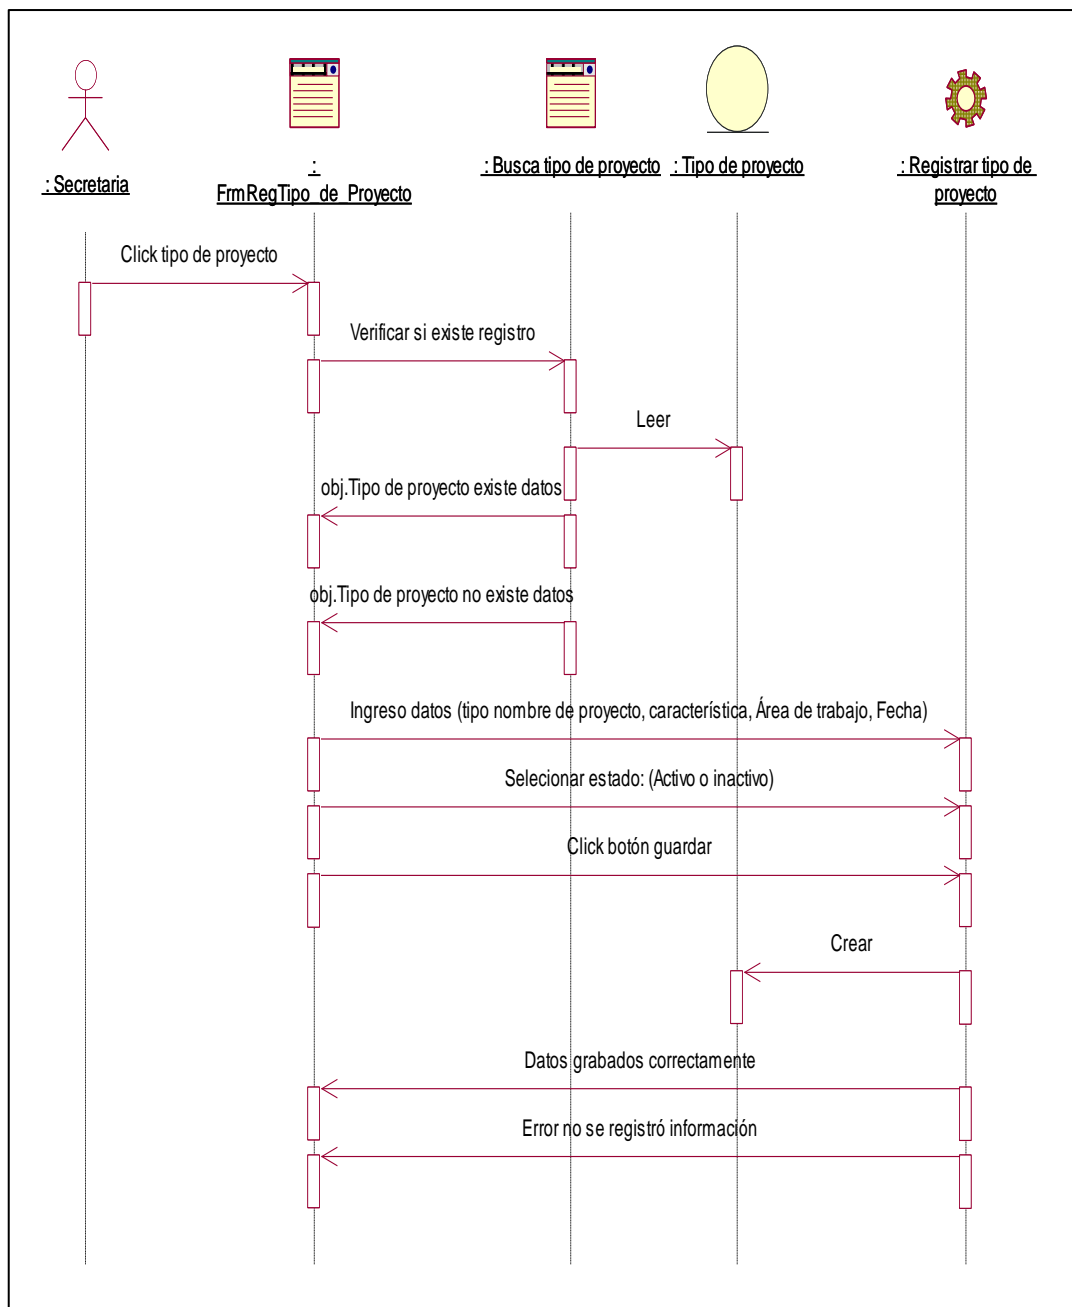 : Secretaria
:
FrmRegTipo_de_Proyecto
: Busca tipo de proyecto
: Tipo de proyecto
: Registrar tipo de
proyecto
Click tipo de proyecto
Verificar si existe registro
Leer
obj.Tipo de proyecto existe datos
obj.Tipo de proyecto no existe datos
Ingreso datos (tipo nombre de proyecto, característica, Área de trabajo, Fecha)
Selecionar estado: (Activo o inactivo)
Click botón guardar
Crear
Datos grabados correctamente
Error no se registró información